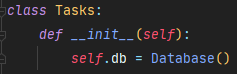 class Tasks:
    def __init__(self):
        self.db = Database()